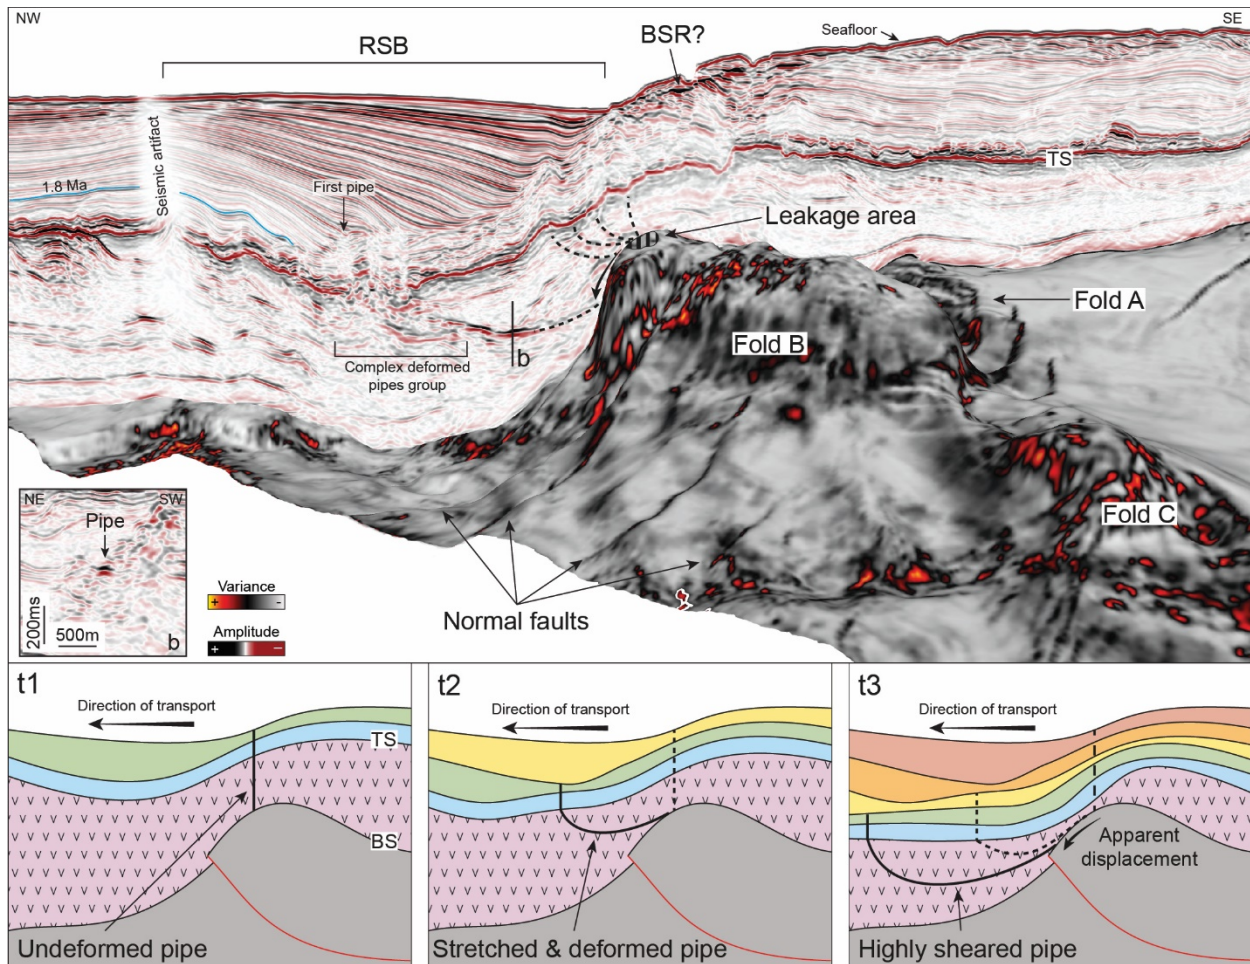 NW
SE
RSB
BSR?
Seafloor
Seismic artifact
TS
1.8 Ma
First pipe
Leakage area
Fold A
Fold B
b
Complex deformed
pipes group
Fold C
NE
SW
Pipe
200ms
500m
b
Variance
+
-
Amplitude
+
-
Normal faults
t1
Direction of transport
TS
BS
Undeformed pipe
t2
Direction of transport
Stretched & deformed pipe
t3
Direction of transport
Apparent
displacement
Highly sheared pipe